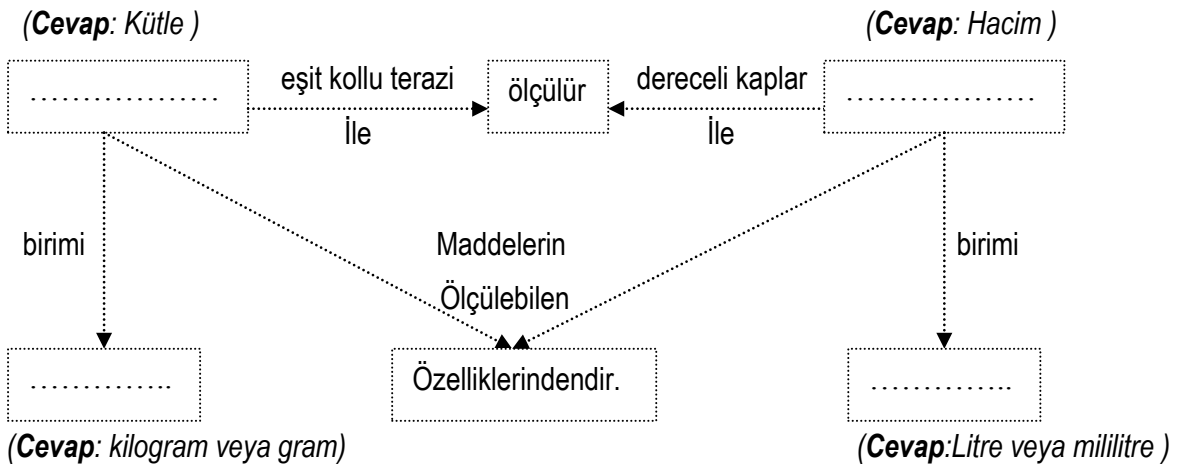 (Cevap: Kütle ) (Cevap: Hacim )
eşit kollu terazi ölçülür dereceli kaplar
.................. ..................
İle İle
birimi Maddelerin birimi
Ölçülebilen
............. Özelliklerindendir. .............
(Cevap: kilogram veya gram) (Cevap:Litre veya mililitre )